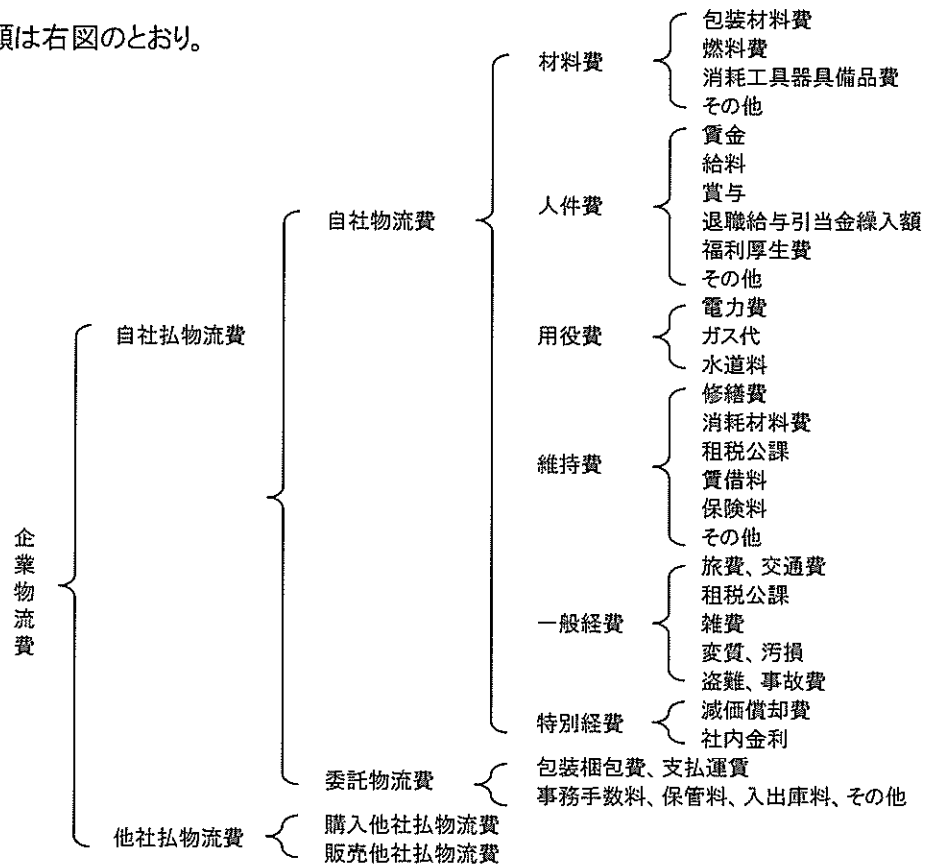 類は右図のとおり。
企業物流費
自社払物流費
自社物流費
材料費
包装材料費
燃料費
消耗工具器具備品費
その他
人件費
賃金
給料
賞与
退職給与引当金繰入額
福利厚生費
その他
用役費
電力費
ガス代
水道料
維持費
修繕費
消耗材料費
租税公課
賃借料
保険料
その他
一般経費
旅費、交通費
租税公課
雑費
変質、汚損
盗難、事故費
特別経費
減価償却費
社内金利
委託物流費
包装梱包費、支払運賃
事務手数料、保管料、入出庫料、その他
他社払物流費
購入他社払物流費
販売他社払物流費